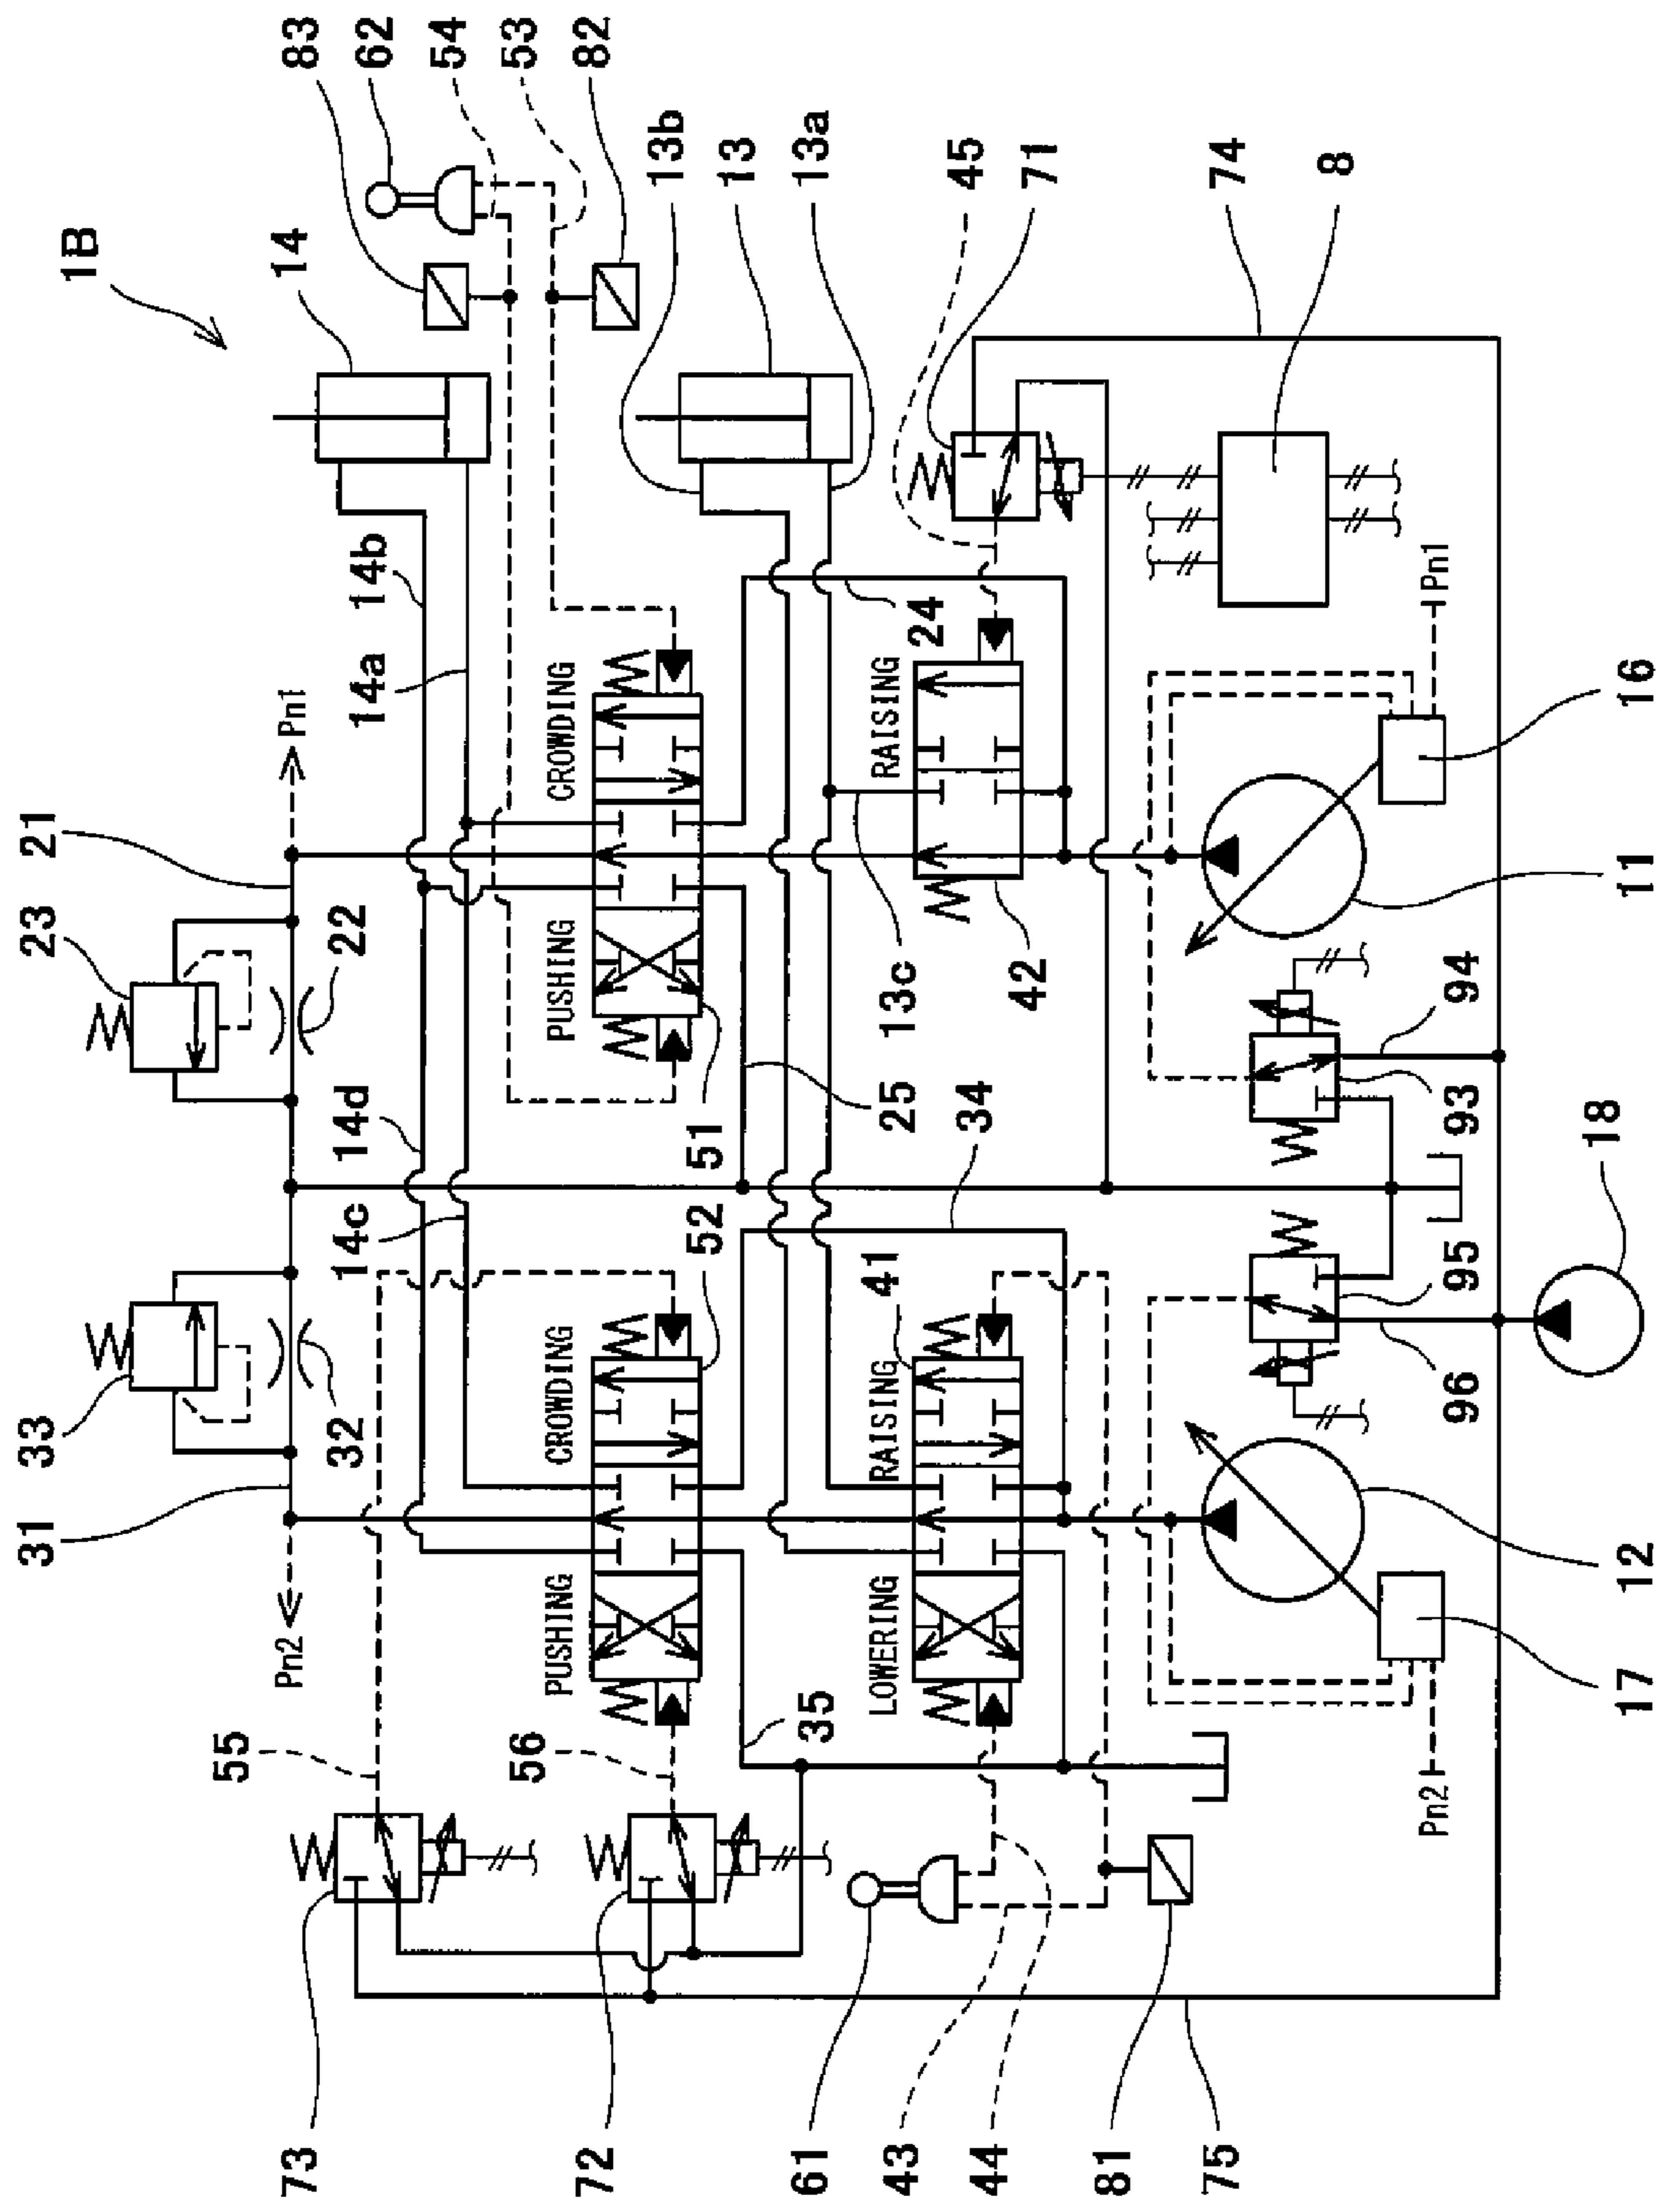 1B
83
62
54
53
82
14
13b
13
13a
45
71
74
8
14b
14a
Pn1
21
23
22
CROWDING
PUSHING
RAISING
24
13c
42
Pn1
16
11
14d
14c
51
25
34
52
94
93
18
95
96
33
32
31
Pn2
CROWDING
PUSHING
41
RAISING
LOWERING
35
12
17
Pn2
55
56
73
72
61
43
44
81
75